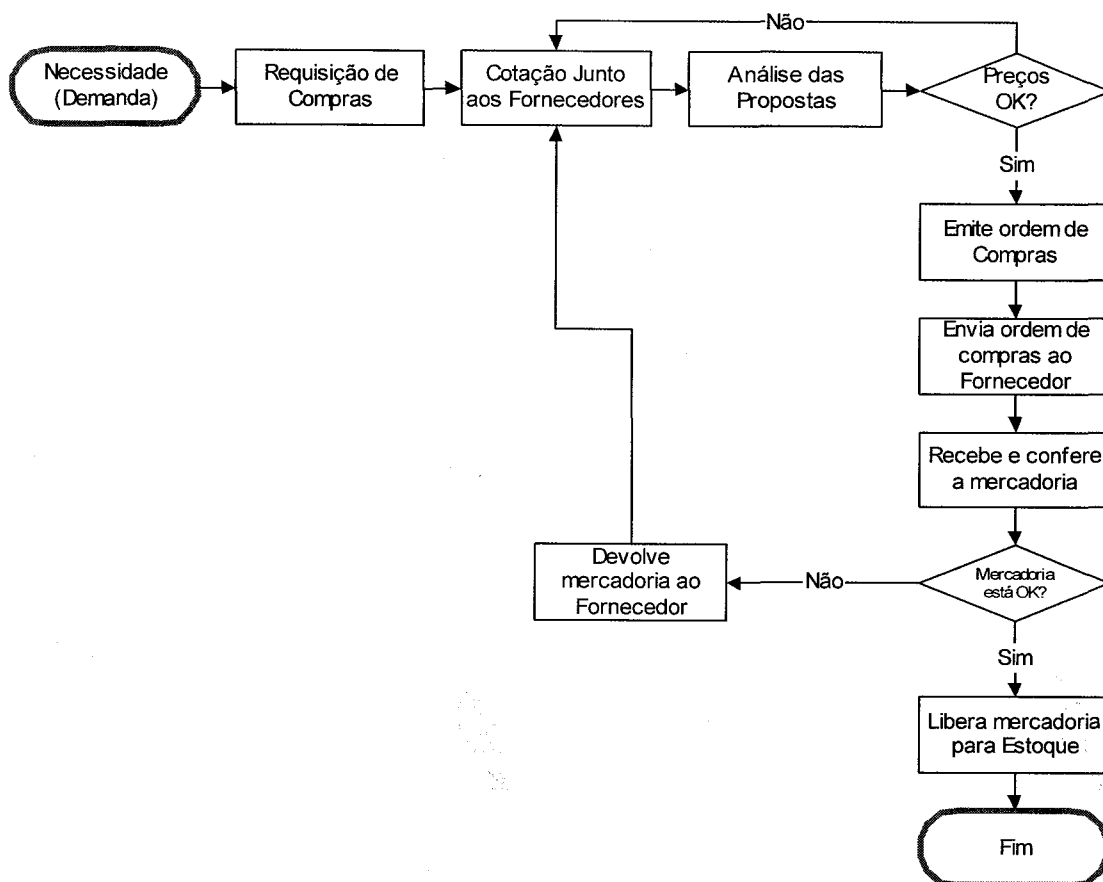 Não
Necessidade
(Demanda)
Requisição de
Compras
Cotação Junto
aos Fornecedores
Análise das
Propostas
Preços
OK?
Sim
Emite ordem de
Compras
Envia ordem de
compras ao
Fornecedor
Recebe e confere
a mercadoria
Devolve
mercadoria ao
Fornecedor
Não
Mercadoria
está OK?
Sim
Libera mercadoria
para Estoque
Fim